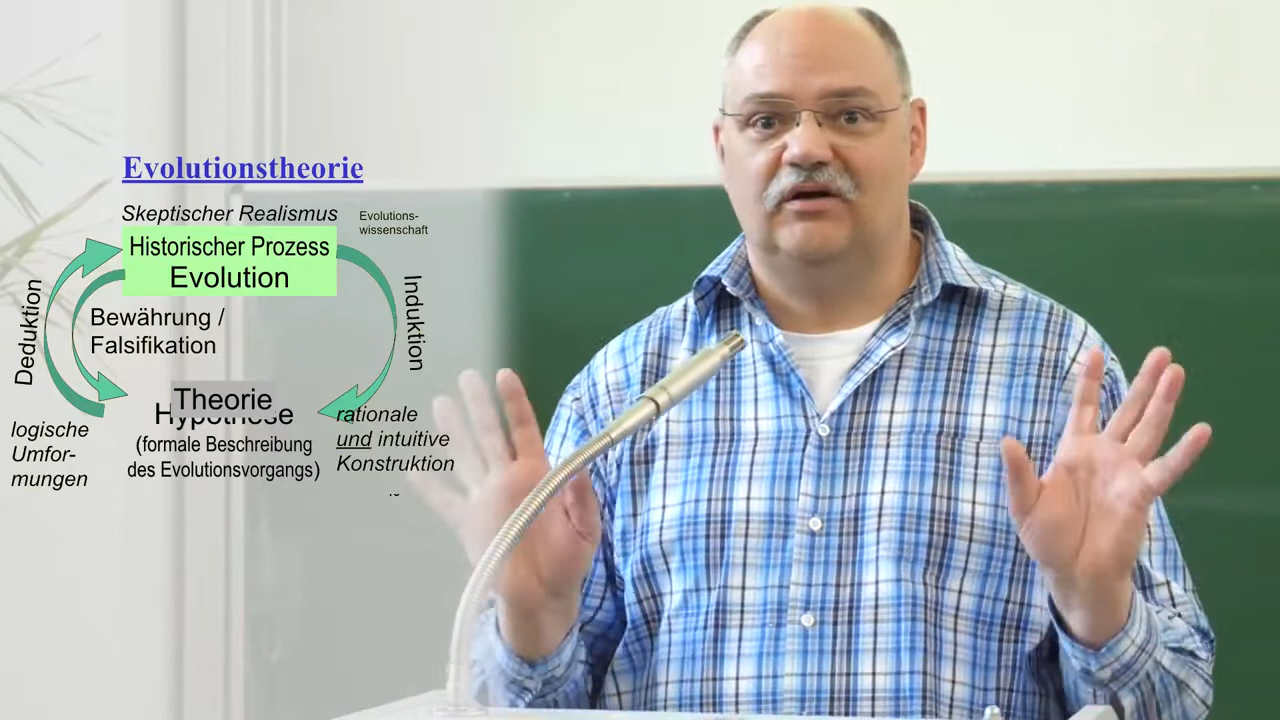 Evolutionstheorie
Skeptischer Realismus
Evolutions-
wissenschaft
Historischer Prozess
Evolution
Deduktion
Induktion
Bewährung /
Falsifikation
Theorie
Hypothese
(formale Beschreibung
des Evolutionsvorgangs)
logische
Umfor-
mungen
rationale
und intuitive
Konstruktion